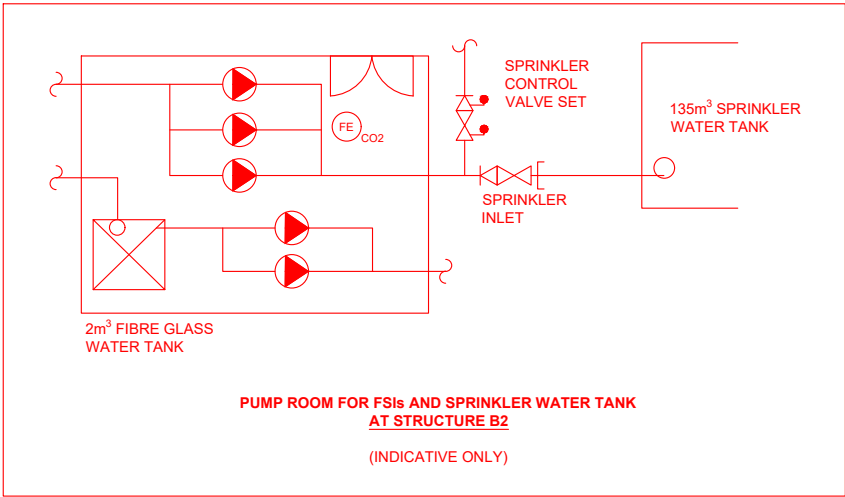 SPRINKLER
CONTROL
VALVE SET
135m³ SPRINKLER
WATER TANK
FE
CO2
SPRINKLER
INLET
2m³ FIBRE GLASS
WATER TANK
PUMP ROOM FOR FSIs AND SPRINKLER WATER TANK
AT STRUCTURE B2
(INDICATIVE ONLY)